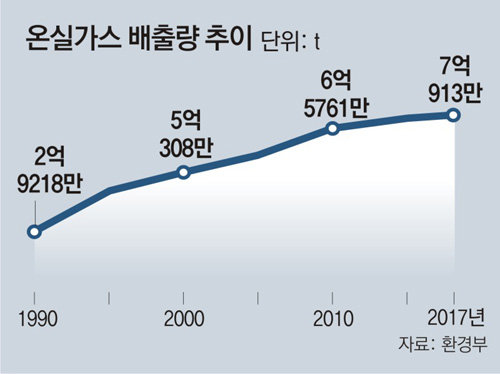 온실가스 배출량 추이 단위: t
2억
9218만
5억
308만
6억
5761만
7억
913만
1990
2000
2010
2017년
자료: 환경부